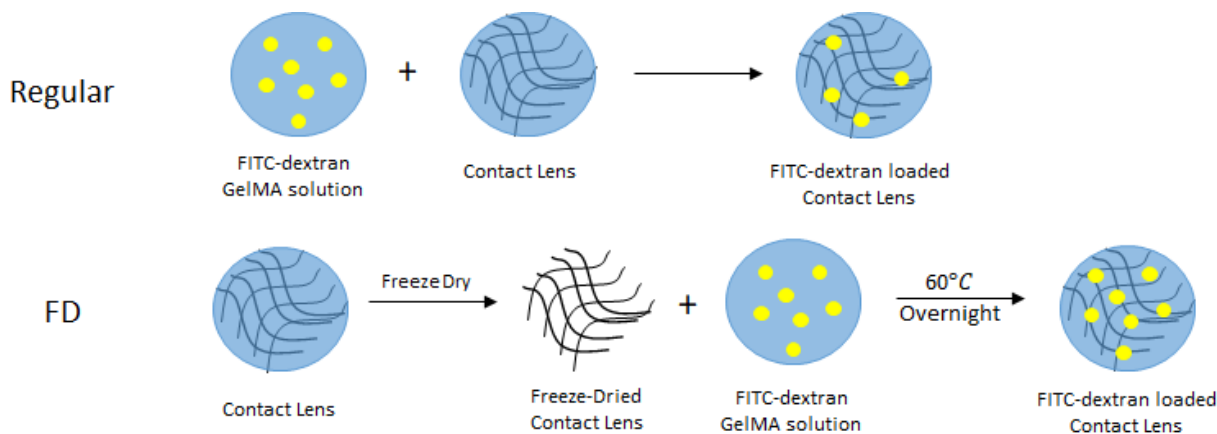 Regular
+
FITC-dextran
GelMA solution
Contact Lens
FITC-dextran loaded
Contact Lens
FD
Freeze Dry
+
60°C
Overnight
Contact Lens
Freeze-Dried
Contact Lens
FITC-dextran
GelMA solution
FITC-dextran loaded
Contact Lens